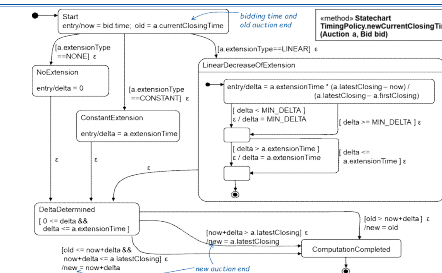 Start
entry/now = bid.time; old = a.currentClosingTime
bidding time end
old auction end
«method» Statechart
TimingPolicy.newCurrentClosingTim
(Auction a, Bid bid)
[a.extensionType
==NONE] ε
[a.extensionType==LINEAR] ε
NoExtension
entry/delta = 0
[a.extensionType
==CONSTANT] ε
LinearDecreaseOfExtension
entry/delta = a.extensionTime * (a.latestClosing – now) /
(a.latestClosing – a.firstClosing)
ConstantExtension
entry/delta = a.extensionTime
[ delta < MIN_DELTA ]
ε / delta = MIN_DELTA
[ delta >= MIN_DELTA ] ε
[ delta > a.extensionTime ]
ε / delta = a.extensionTime
[ delta <=
a.extensionTime ] ε
ε
ε
ε
DeltaDetermined
[ 0 <= delta &&
delta <= a.extensionTime ]
[now+delta > a.latestClosing] ε
/new = a.latestClosing
[old > now+delta ] ε
/new = old
[old <= now+delta &&
now+delta <= a.latestClosing] ε
/new = now+delta
new auction end
ComputationCompleted